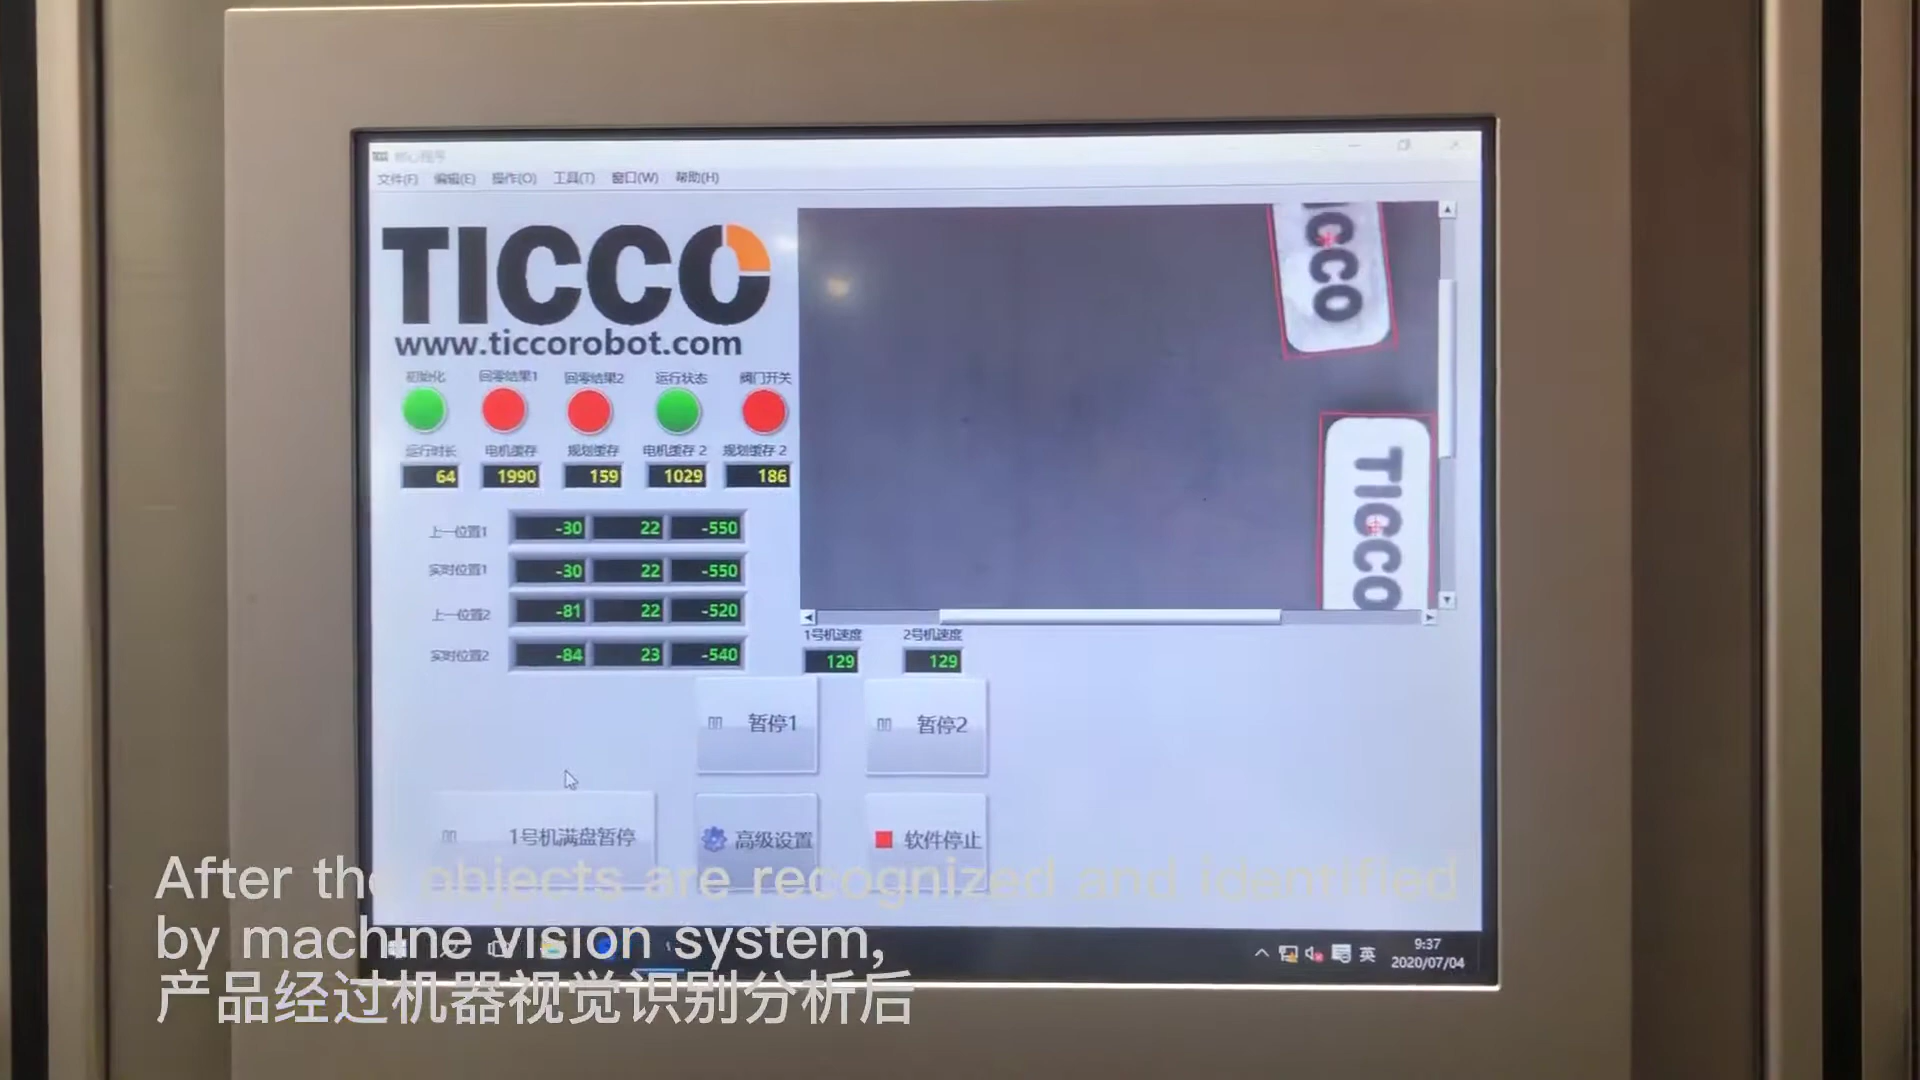 核心程序
文件(F) 编辑(E) 操作(O) 工具(T) 窗口(W) 帮助(H)
TICCO
www.ticcorobot.com
初始化 回零结果1 回零结果2 运行状态 阀门开关
运行时长 电机缓存 规划缓存 电机缓存 2 规划缓存 2
64 1990 159 1029 186
上一位置1 -30 22 -550
实时位置1 -30 22 -550
上一位置2 -81 22 -520
实时位置2 -84 23 -540
ICCO
TICCO
1号机速度 2号机速度
129 129
暂停1 暂停2
1号机满盘暂停 高级设置 软件停止
After the objects are recognized and identified
by machine vision system,
产品经过机器视觉识别分析后
英
9:37
2020/07/04